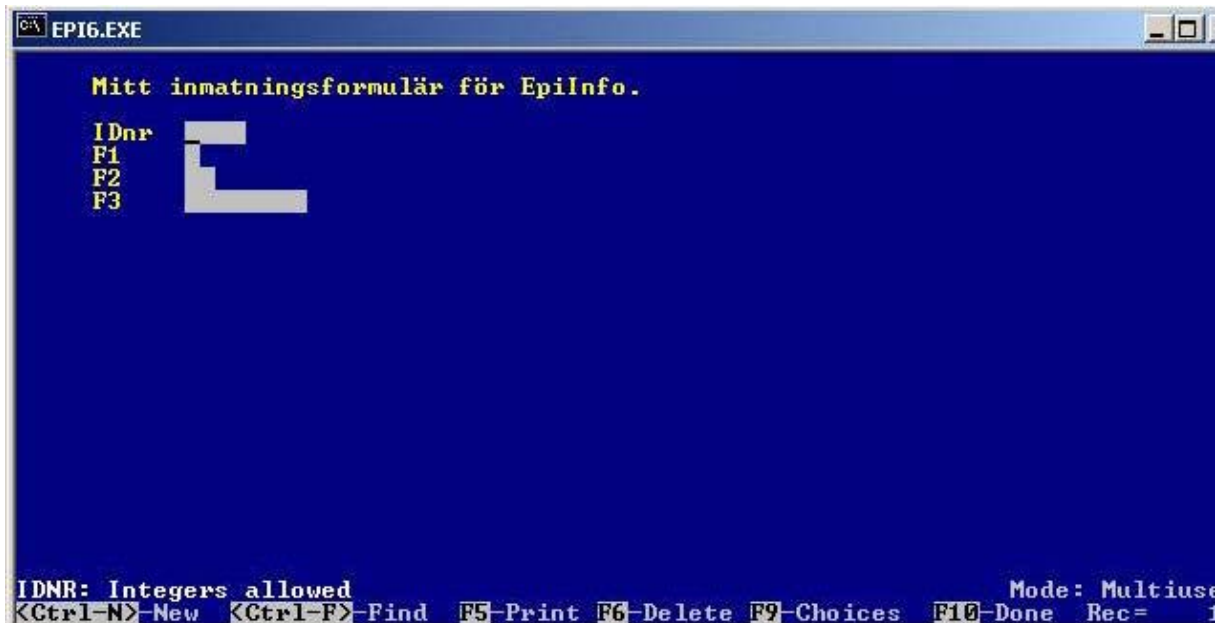 C:\ EPI6.EXE
Mitt inmatningsformulär för EpiInfo.
IDnr
F1
F2
F3
IDNR: Integers allowed Mode: Multiuse
<Ctrl-N>-New <Ctrl-F>-Find F5-Print F6-Delete F9-Choices F10-Done Rec= 1